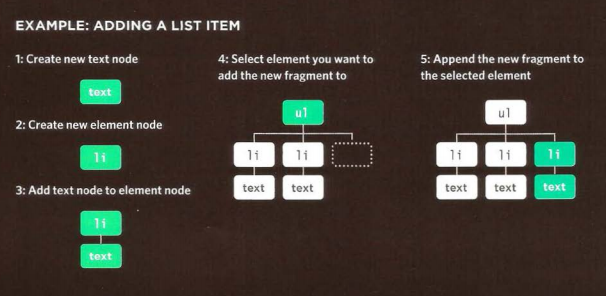 EXAMPLE: ADDING A LIST ITEM
1: Create new text node
text
2: Create new element node
li
3: Add text node to element node
li
text
4: Select element you want to
add the new fragment to
ul
li li
text text
5: Append the new fragment to
the selected element
ul
li li li
text text text